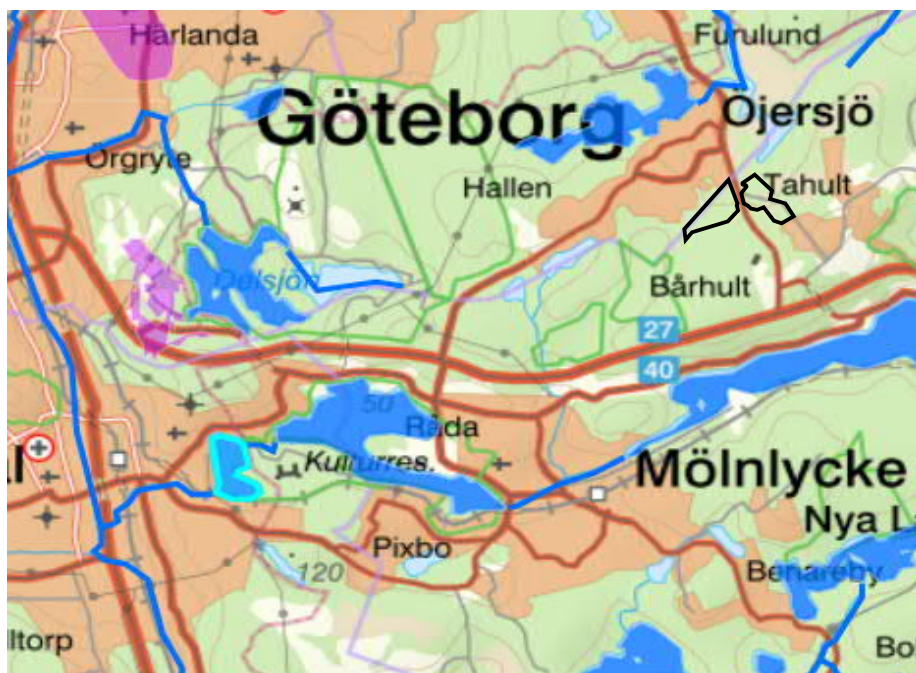 Härlanda
Furulund
Göteborg
Öjersjö
Örgryte
Hallen
Tahult
Delsjön
Bårhult
27
40
50
Råda
al
Kulturres.
Mölnlycke
Nya L
Pixbo
120
Benareby
lltorp
Bo